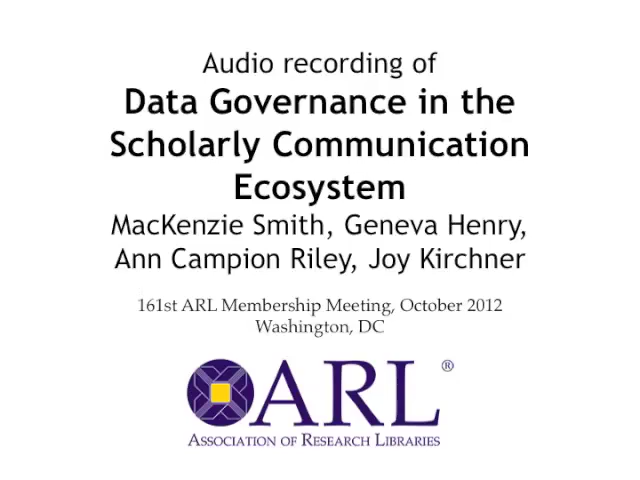 Audio recording of
Data Governance in the
Scholarly Communication
Ecosystem
MacKenzie Smith, Geneva Henry,
Ann Campion Riley, Joy Kirchner
161st ARL Membership Meeting, October 2012
Washington, DC
ARL®
Association of Research Libraries